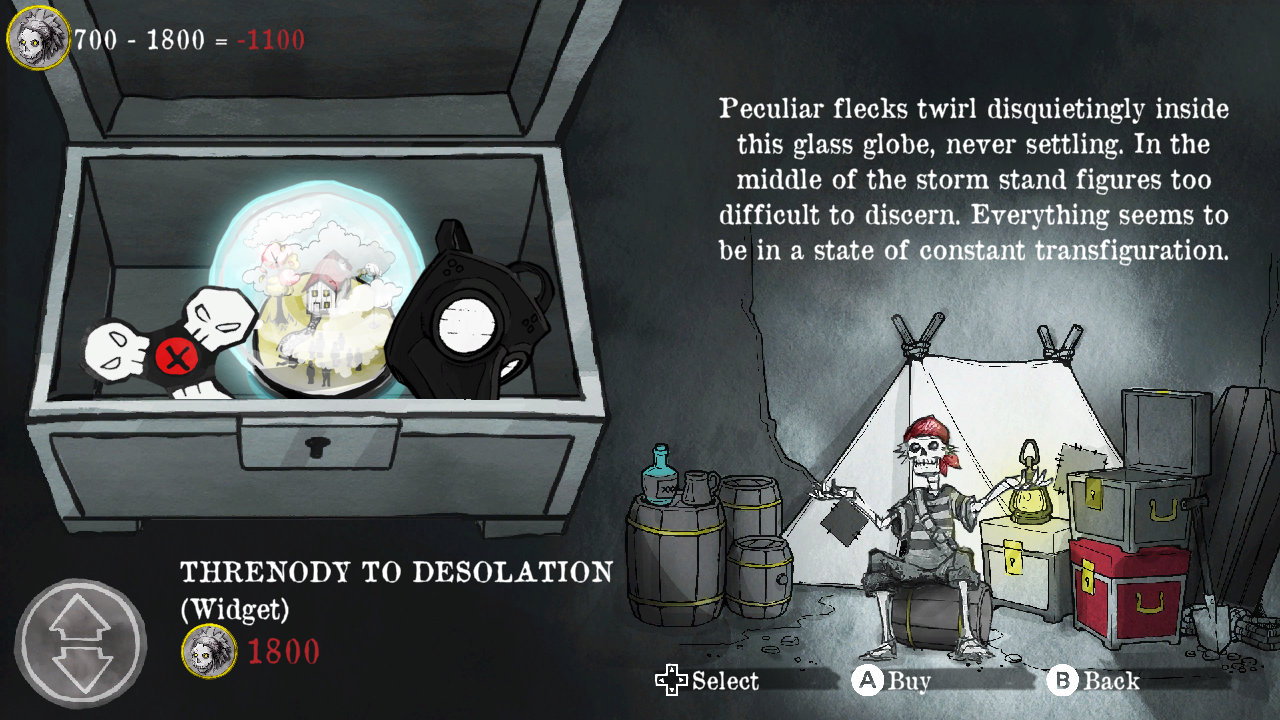 700 - 1800 = -1100
Peculiar flecks twirl disquietingly inside
this glass globe, never settling. In the
middle of the storm stand figures too
difficult to discern. Everything seems to
be in a state of constant transfiguration.
XXX
THRENODY TO DESOLATION
(Widget)
1800
Select A Buy B Back